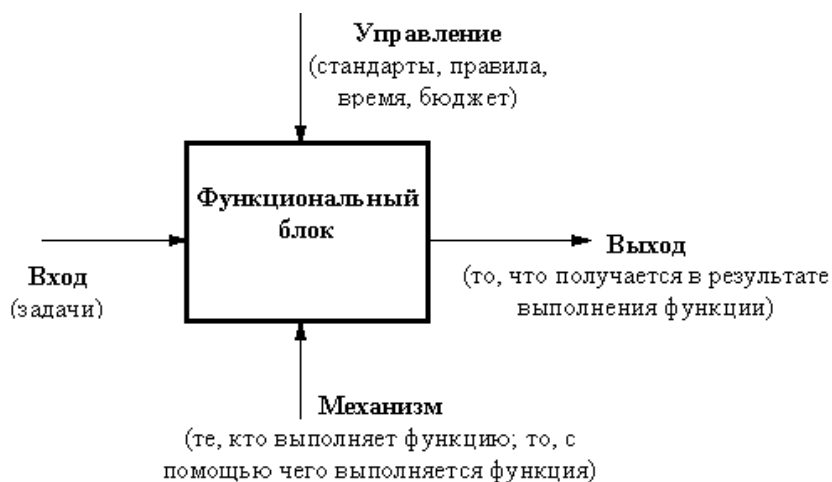 Управление
(стандарты, правила,
время, бюджет)
Функциональный
блок
Вход
(задачи)
Выход
(то, что получается в результате
выполнения функции)
Механизм
(те, кто выполняет функцию; то, с
помощью чего выполняется функция)